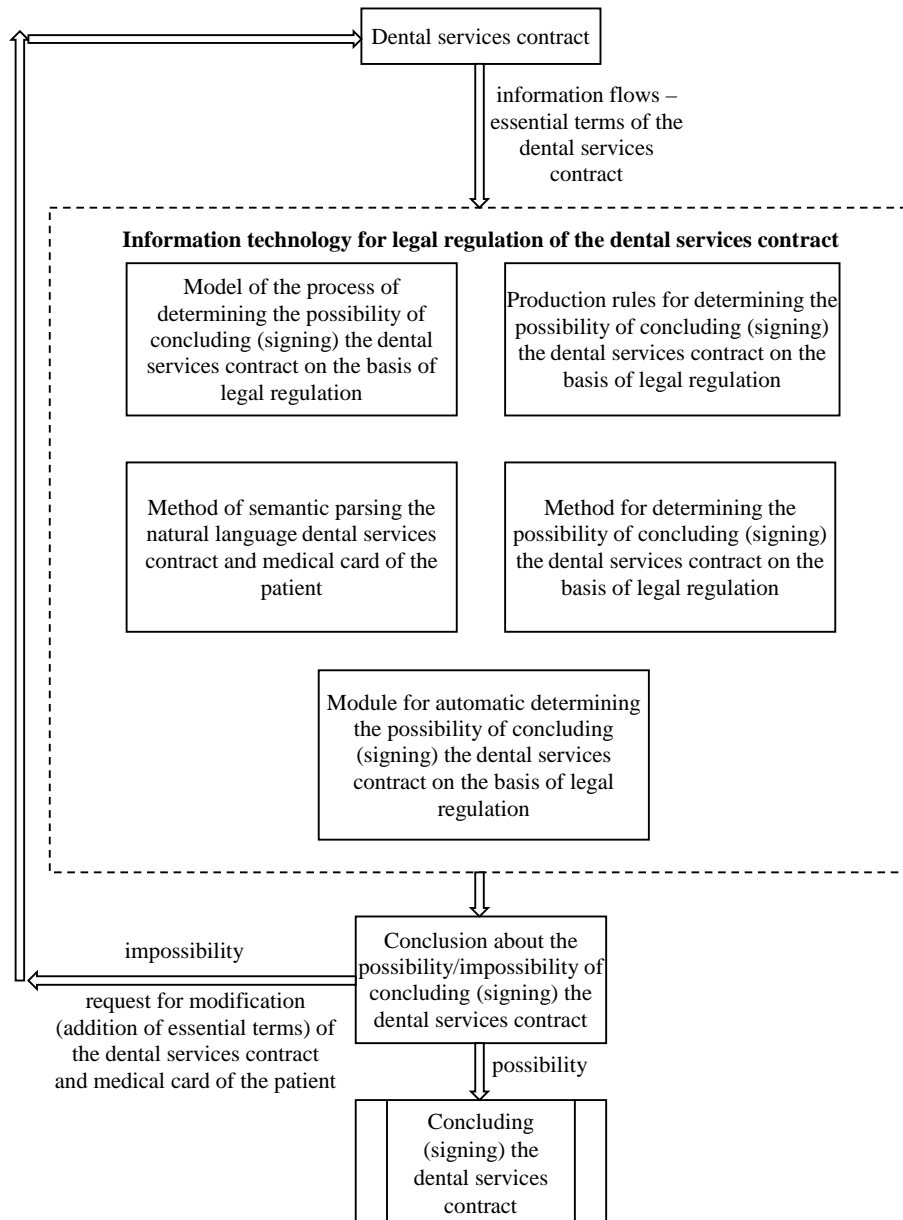 Dental services contract
information flows –
essential terms of the
dental services
contract
Information technology for legal regulation of the dental services contract
Model of the process of
determining the possibility of
concluding (signing) the dental
services contract on the basis of
legal regulation
Production rules for determining the
possibility of concluding (signing)
the dental services contract on the
basis of legal regulation
Method of semantic parsing the
natural language dental services
contract and medical card of the
patient
Method for determining the
possibility of concluding (signing)
the dental services contract on the
basis of legal regulation
Module for automatic determining
the possibility of concluding
(signing) the dental services
contract on the basis of legal
regulation
Conclusion about the
possibility/impossibility of
concluding (signing) the
dental services contract
impossibility
request for modification
(addition of essential terms) of
the dental services contract
and medical card of the patient
possibility
Concluding
(signing) the
dental services
contract